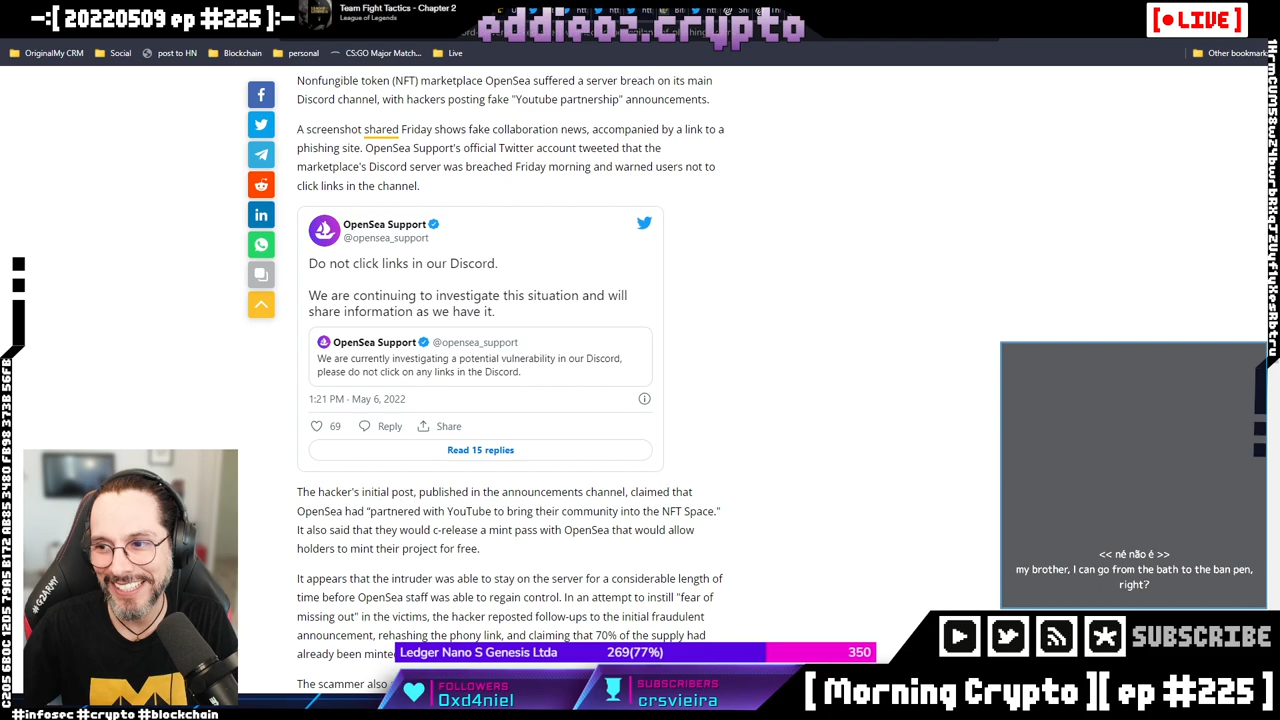 -:[ 20220509 ep #225 ]:-
Team Fight Tactics - Chapter 2
League of Legends
eddieoz.crypto
[●LIVE]
OriginalMy CRM
Social
post to HN
Blockchain
personal
CS:GO Major Match...
Live
Other bookmark
Nonfungible token (NFT) marketplace OpenSea suffered a server breach on its main
Discord channel, with hackers posting fake "Youtube partnership" announcements.
A screenshot shared Friday shows fake collaboration news, accompanied by a link to a
phishing site. OpenSea Support's official Twitter account tweeted that the
marketplace's Discord server was breached Friday morning and warned users not to
click links in the channel.
OpenSea Support
@opensea_support
Do not click links in our Discord.
We are continuing to investigate this situation and will
share information as we have it.
OpenSea Support @opensea_support
We are currently investigating a potential vulnerability in our Discord,
please do not click on any links in the Discord.
1:21 PM · May 6, 2022
69 Reply Share
Read 15 replies
The hacker's initial post, published in the announcements channel, claimed that
OpenSea had “partnered with YouTube to bring their community into the NFT Space."
It also said that they would c-release a mint pass with OpenSea that would allow
holders to mint their project for free.
It appears that the intruder was able to stay on the server for a considerable length of
time before OpenSea staff was able to regain control. In an attempt to instill "fear of
missing out" in the victims, the hacker reposted follow-ups to the initial fraudulent
announcement, rehashing the phony link, and claiming that 70% of the supply had
already been minte
The scammer also
<< né não é >>
my brother, I can go from the bath to the ban pen,
right?
#G2ARMY
Ledger Nano S Genesis Ltda 269(77%) 350
FOLLOWERS
0xd4niel
SUBSCRIBERS
crsvieira
SUBSCRIBE
[ Morning Crypto ][ ep #225 ]
#infosec #crypto #blockchain